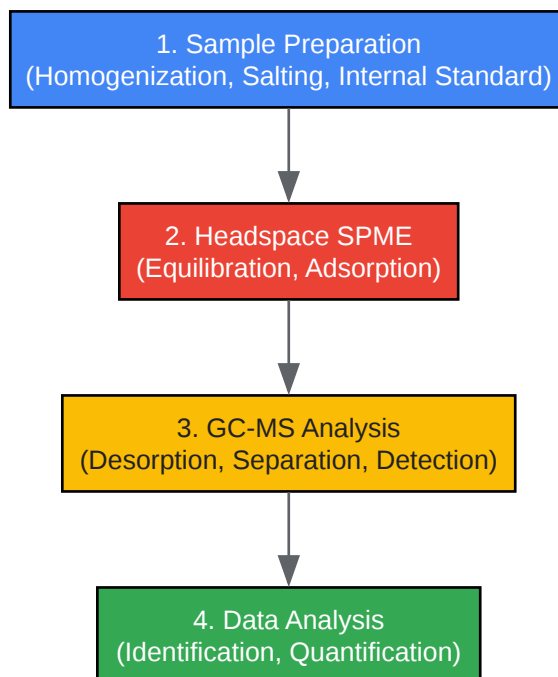 1. Sample Preparation
(Homogenization, Salting, Internal Standard)
2. Headspace SPME
(Equilibration, Adsorption)
3. GC-MS Analysis
(Desorption, Separation, Detection)
4. Data Analysis
(Identification, Quantification)